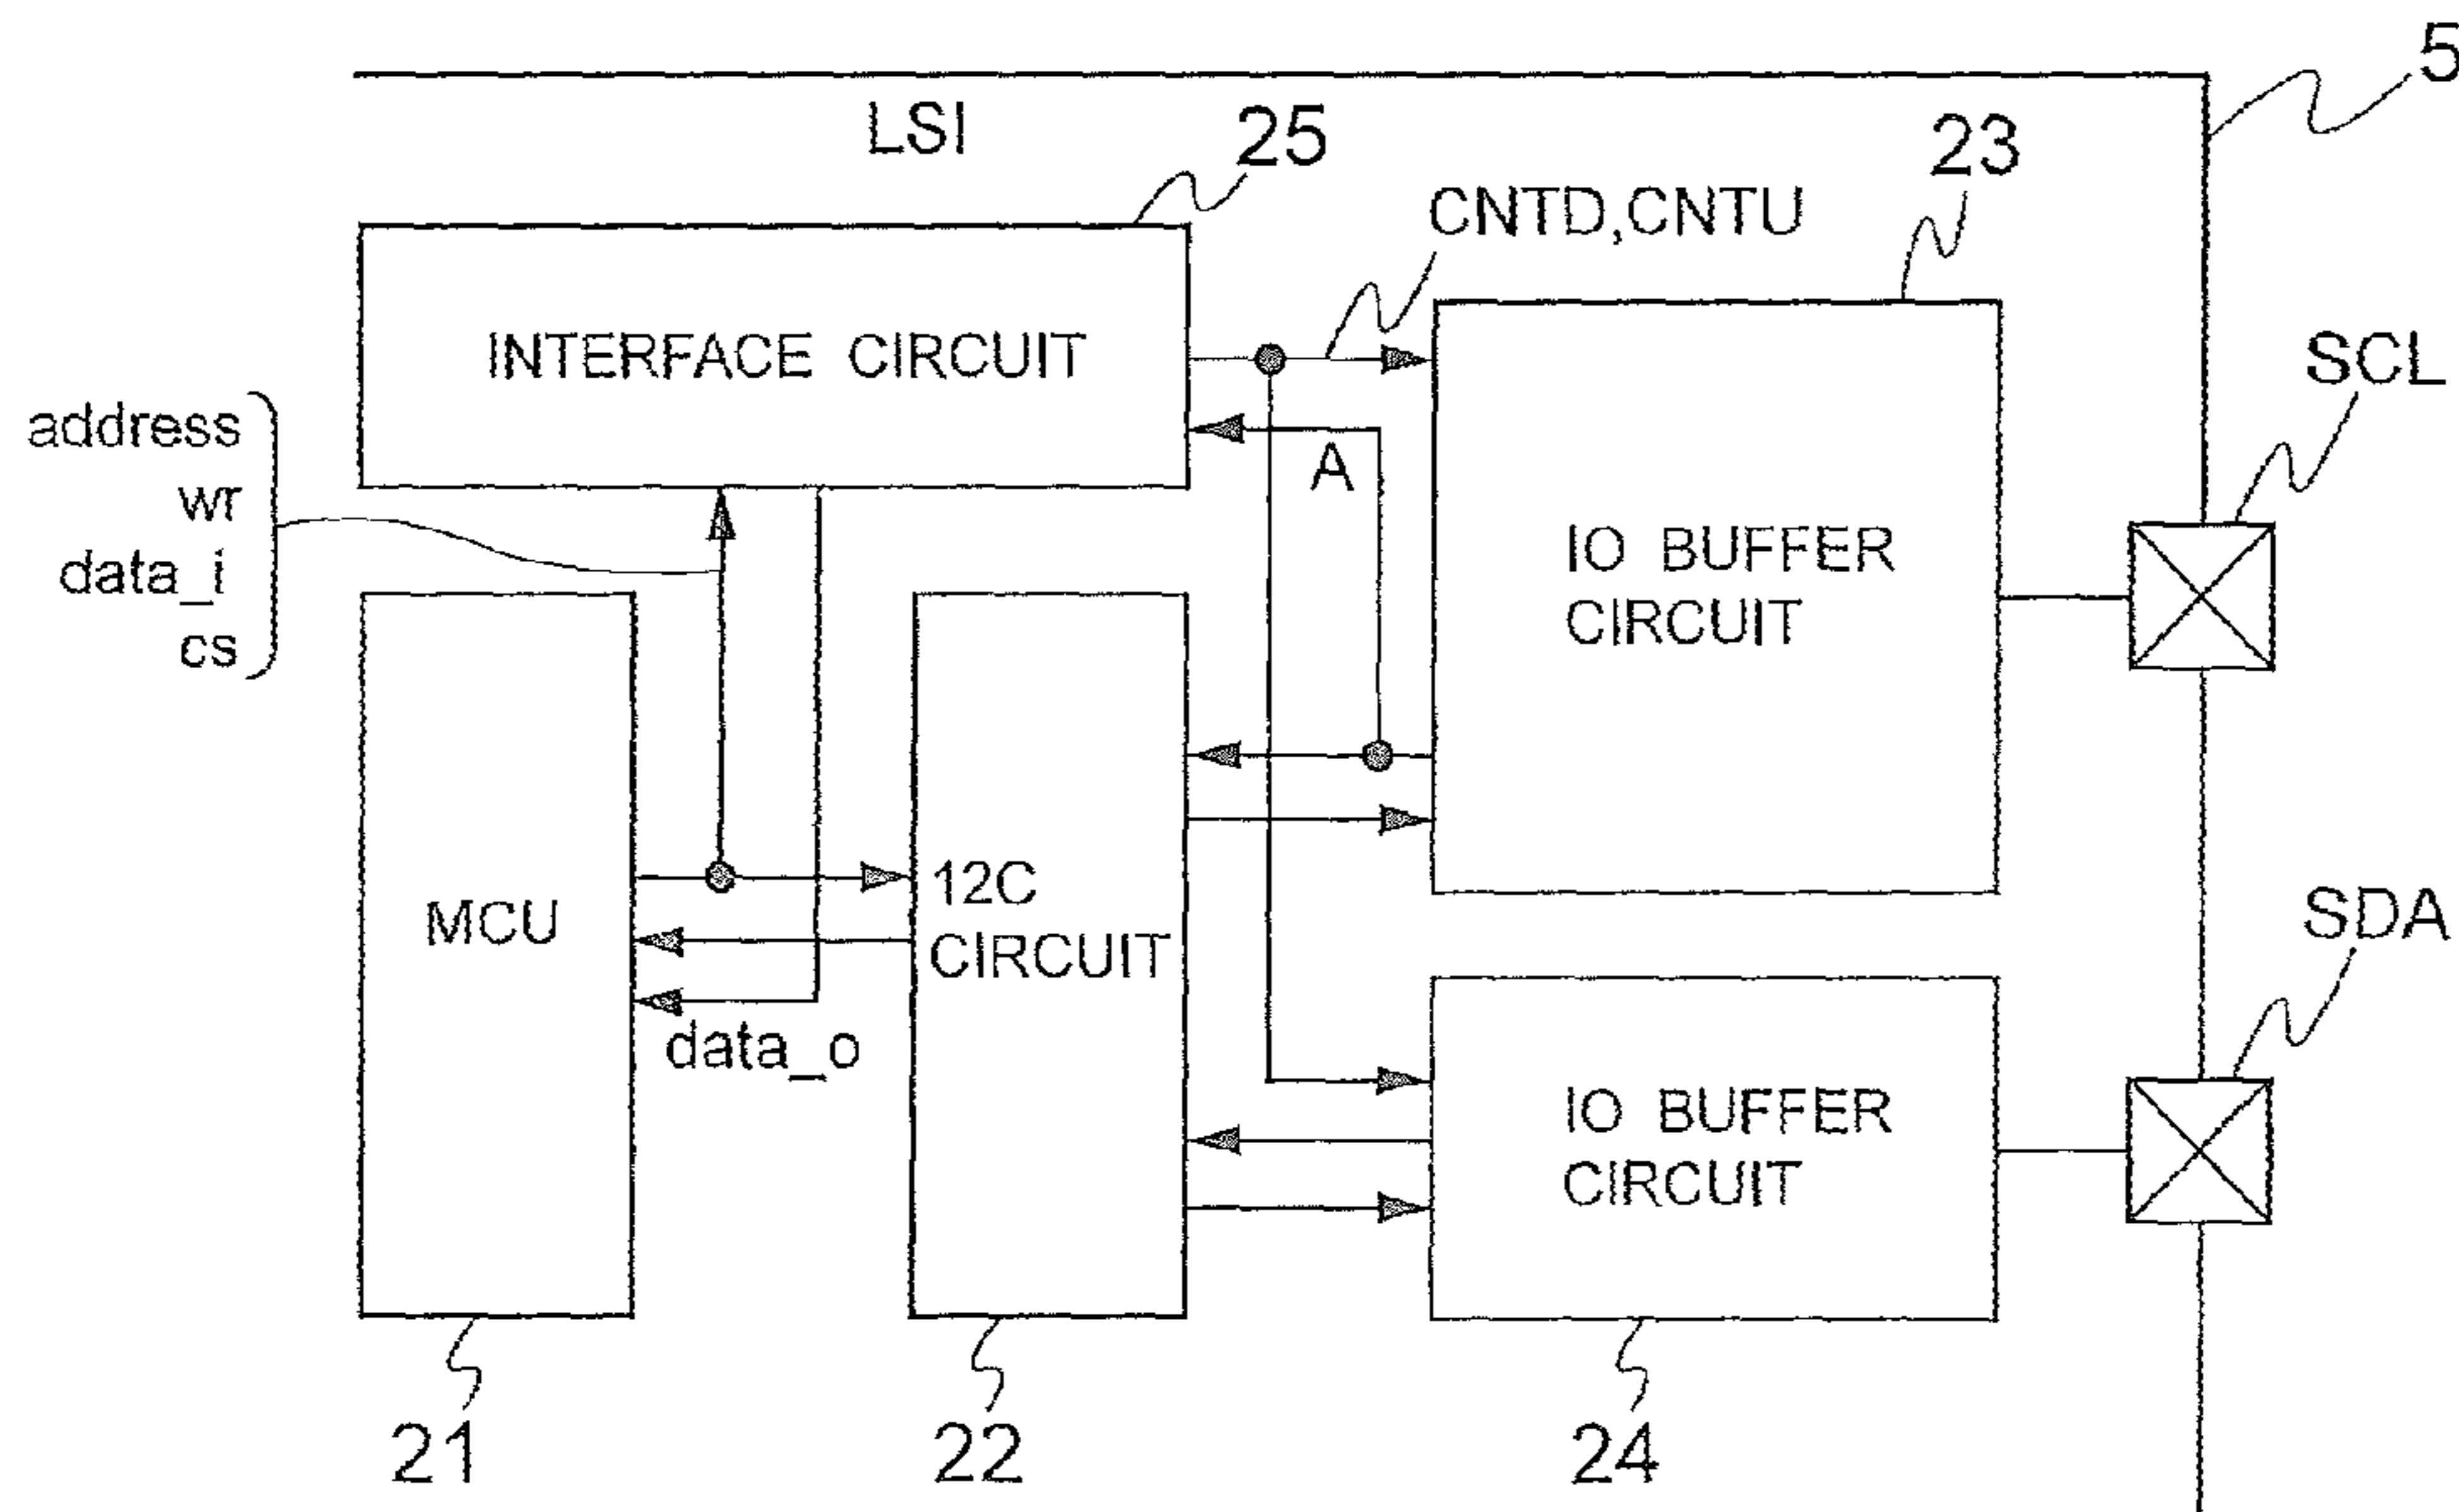 5
LSI
25
23
CNTD,CNTU
INTERFACE CIRCUIT
SCL
address
wr
data_i
cs
A
IO BUFFER
CIRCUIT
12C
CIRCUIT
MCU
SDA
data_o
IO BUFFER
CIRCUIT
21
22
24